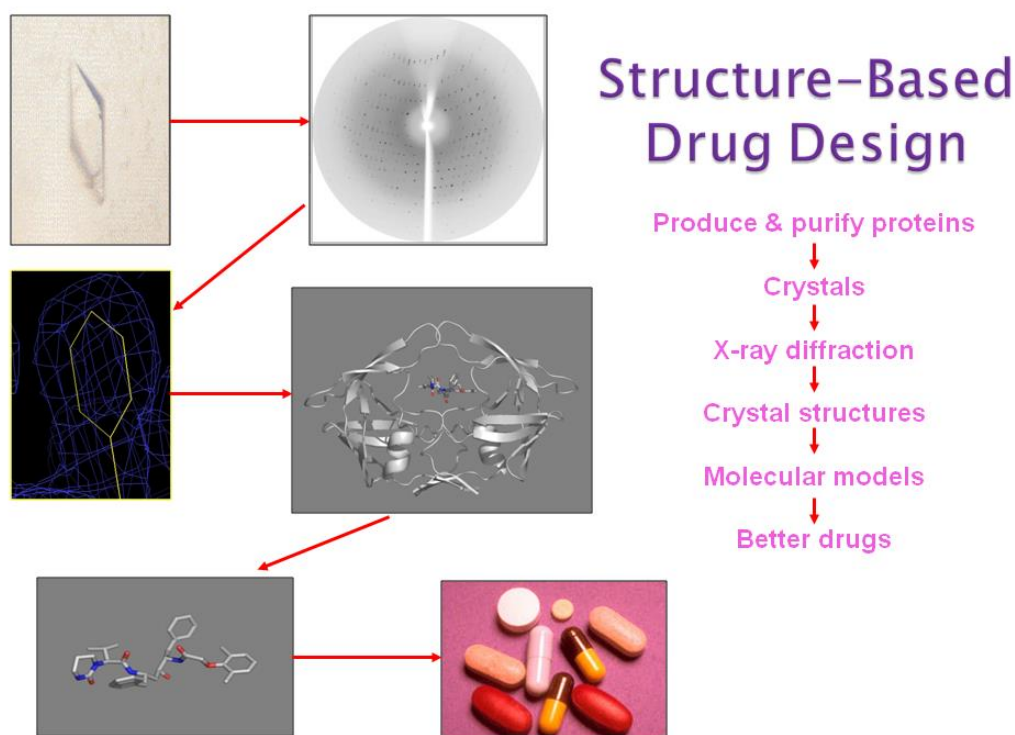 Structure-Based
Drug Design
Produce & purify proteins
Crystals
X-ray diffraction
Crystal structures
Molecular models
Better drugs